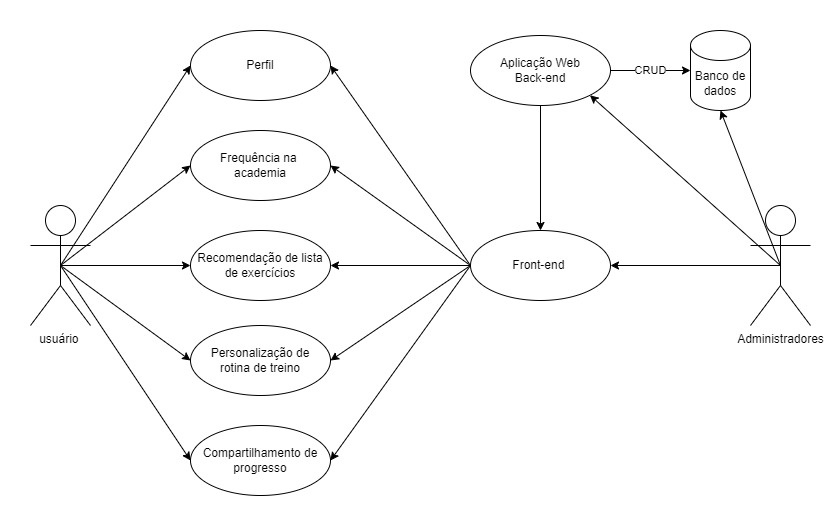 Perfil
Aplicação Web
Back-end
CRUD
Banco de
dados
Frequência na
academia
Recomendação de lista
de exercícios
Front-end
usuário
Administradores
Personalização de
rotina de treino
Compartilhamento de
progresso